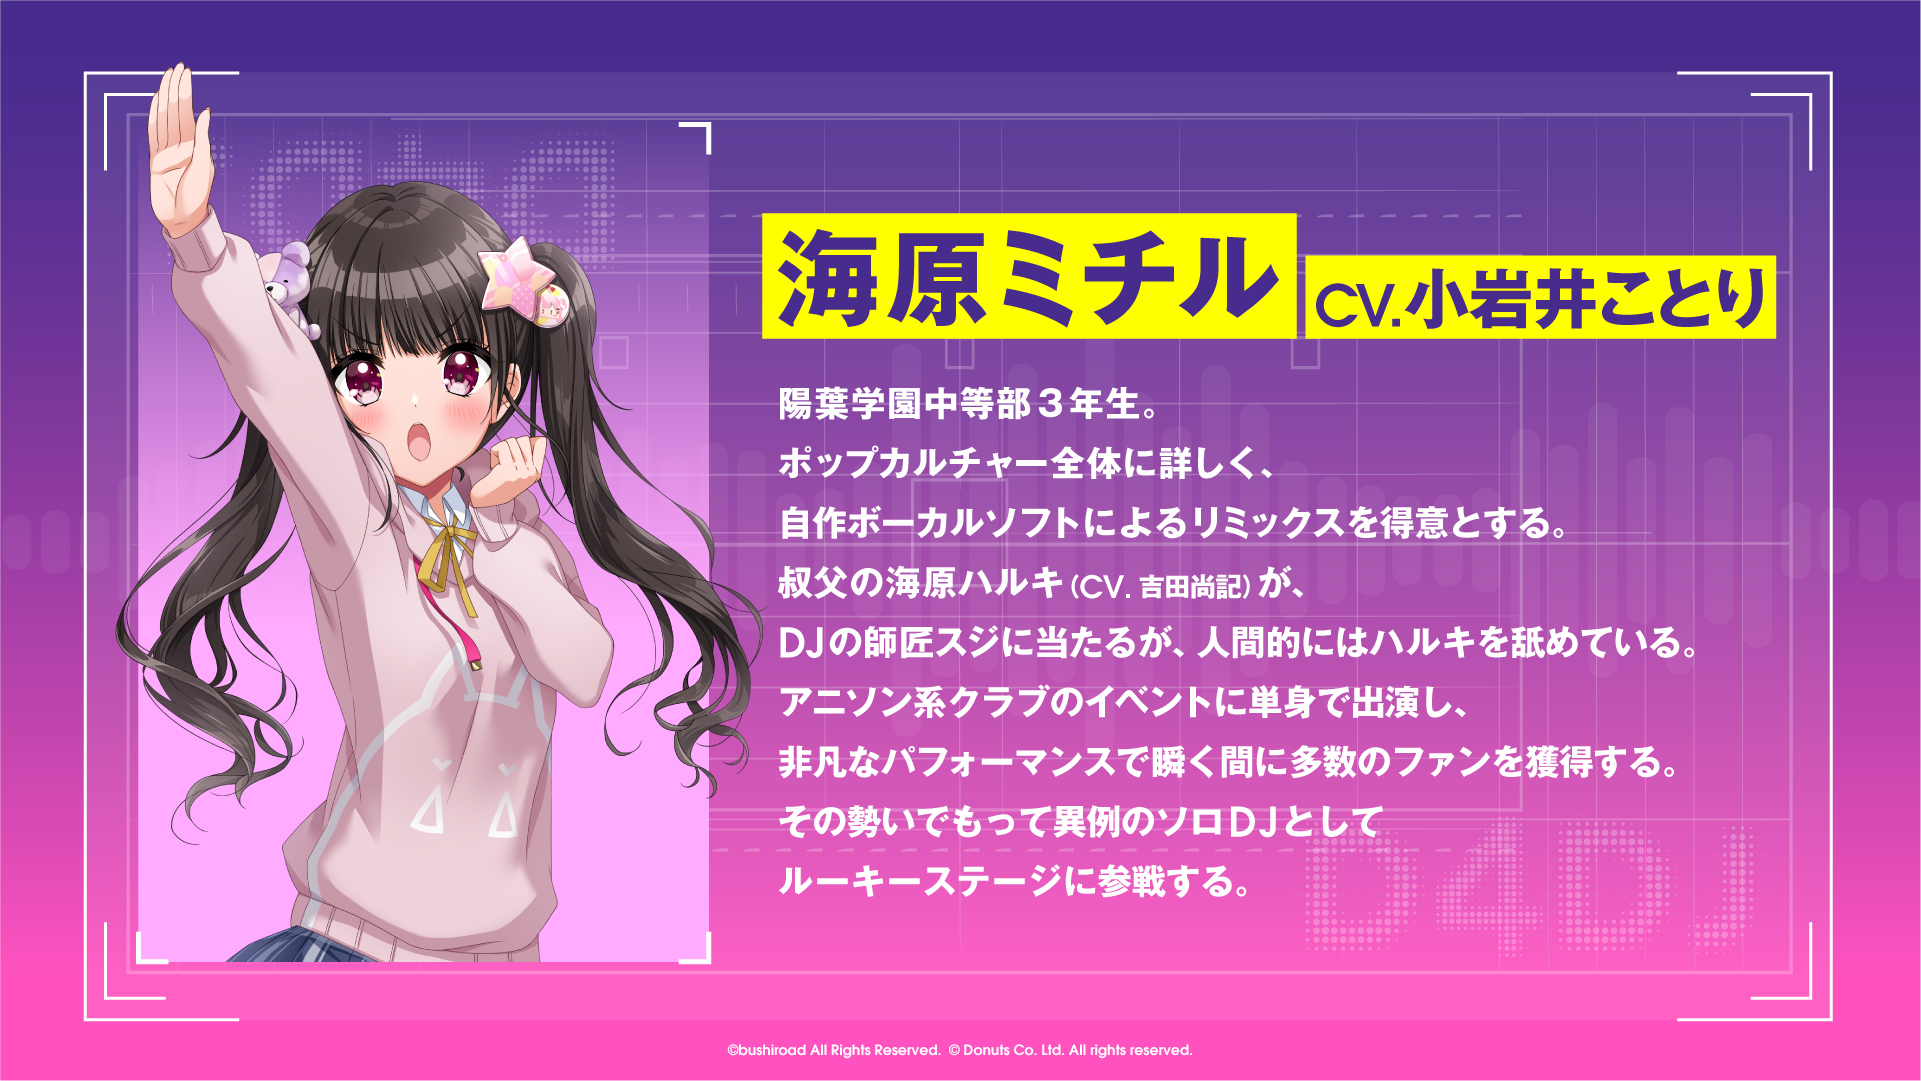 海原ミチル CV.小岩井ことり
陽葉学園中等部3年生。
ポップカルチャー全体に詳しく、
自作ボーカルソフトによるリミックスを得意とする。
叔父の海原ハルキ(CV. 吉田尚記)が、
DJの師匠スジに当たるが、人間的にはハルキを舐めている。
アニソン系クラブのイベントに単身で出演し、
非凡なパフォーマンスで瞬く間に多数のファンを獲得する。
その勢いでもって異例のソロDJとして
ルーキーステージに参戦する。
D4DJ
D4DJ
©bushiroad All Rights Reserved. © Donuts Co. Ltd. All rights reserved.